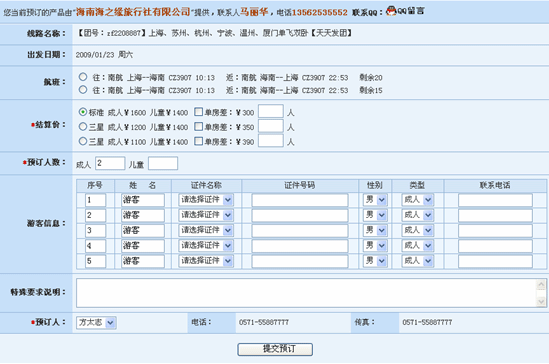 您当前预订的产品由"海南海之缘旅行社有限公司"提供,联系人马丽华,电话13562535552 联系QQ: QQ留言
线路名称: 【团号:zf2208887】上海、苏州、杭州、宁波、温州、厦门单飞双卧【天天发团】
出发日期: 2009/01/23 周六
航班: 往:南航 上海--海南 CZ3907 10:13 返:南航 海南--上海 CZ3907 22:53 剩余20
往:南航 上海--海南 CZ3907 10:13 返:南航 海南--上海 CZ3907 22:53 剩余15
*结算价: 标准 成人¥1600 儿童¥1400 单房差:¥300 人
三星 成人¥1200 儿童¥1400 单房差:¥350 人
三星 成人¥1100 儿童¥1400 单房差:¥390 人
*预订人数: 成人 2 儿童
游客信息:
序号 姓 名 证件名称 证件号码 性别 类型 联系电话
1 游客 请选择证件 男 成人
2 游客 请选择证件 男 成人
3 游客 请选择证件 男 成人
4 游客 请选择证件 男 成人
5 游客 请选择证件 男 成人
特殊要求说明:
*预订人: 方太志 电话: 0571-55887777 传真: 0571-55887777
提交预订